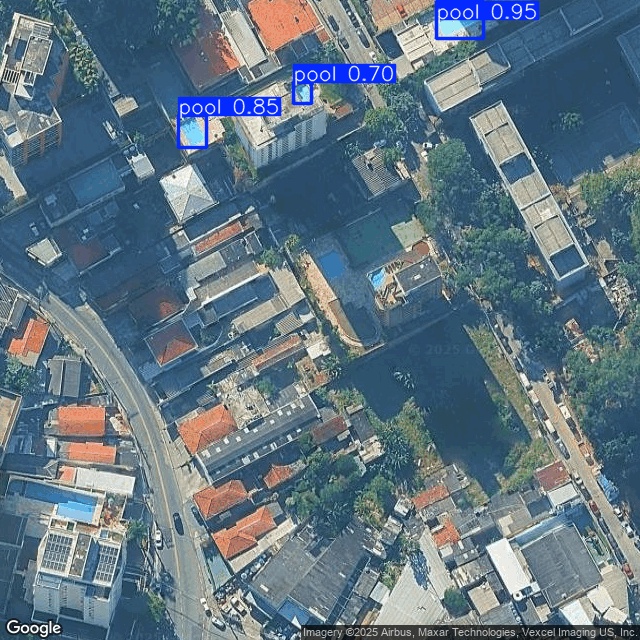 pool 0.95
pool 0.70
pool 0.85
© 2025 G
Google
Imagery ©2025 Airbus, Maxar Technologies, Vexcel Imaging US, Inc.